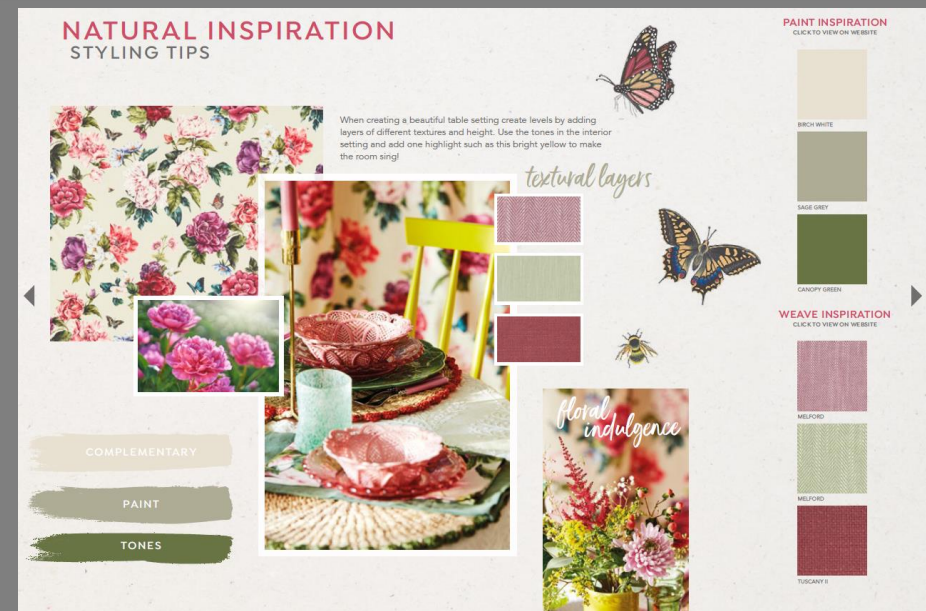 NATURAL INSPIRATION
STYLING TIPS
When creating a beautiful table setting create levels by adding
layers of different textures and height. Use the tones in the interior
setting and add one highlight such as this bright yellow to make
the room sing!
textural layers
floral
indulgence
COMPLEMENTARY
PAINT
TONES
PAINT INSPIRATION
CLICK TO VIEW ON WEBSITE
BIRCH WHITE
SAGE GREY
CANOPY GREEN
WEAVE INSPIRATION
CLICK TO VIEW ON WEBSITE
MELFORD
MELFORD
TUSCANY II